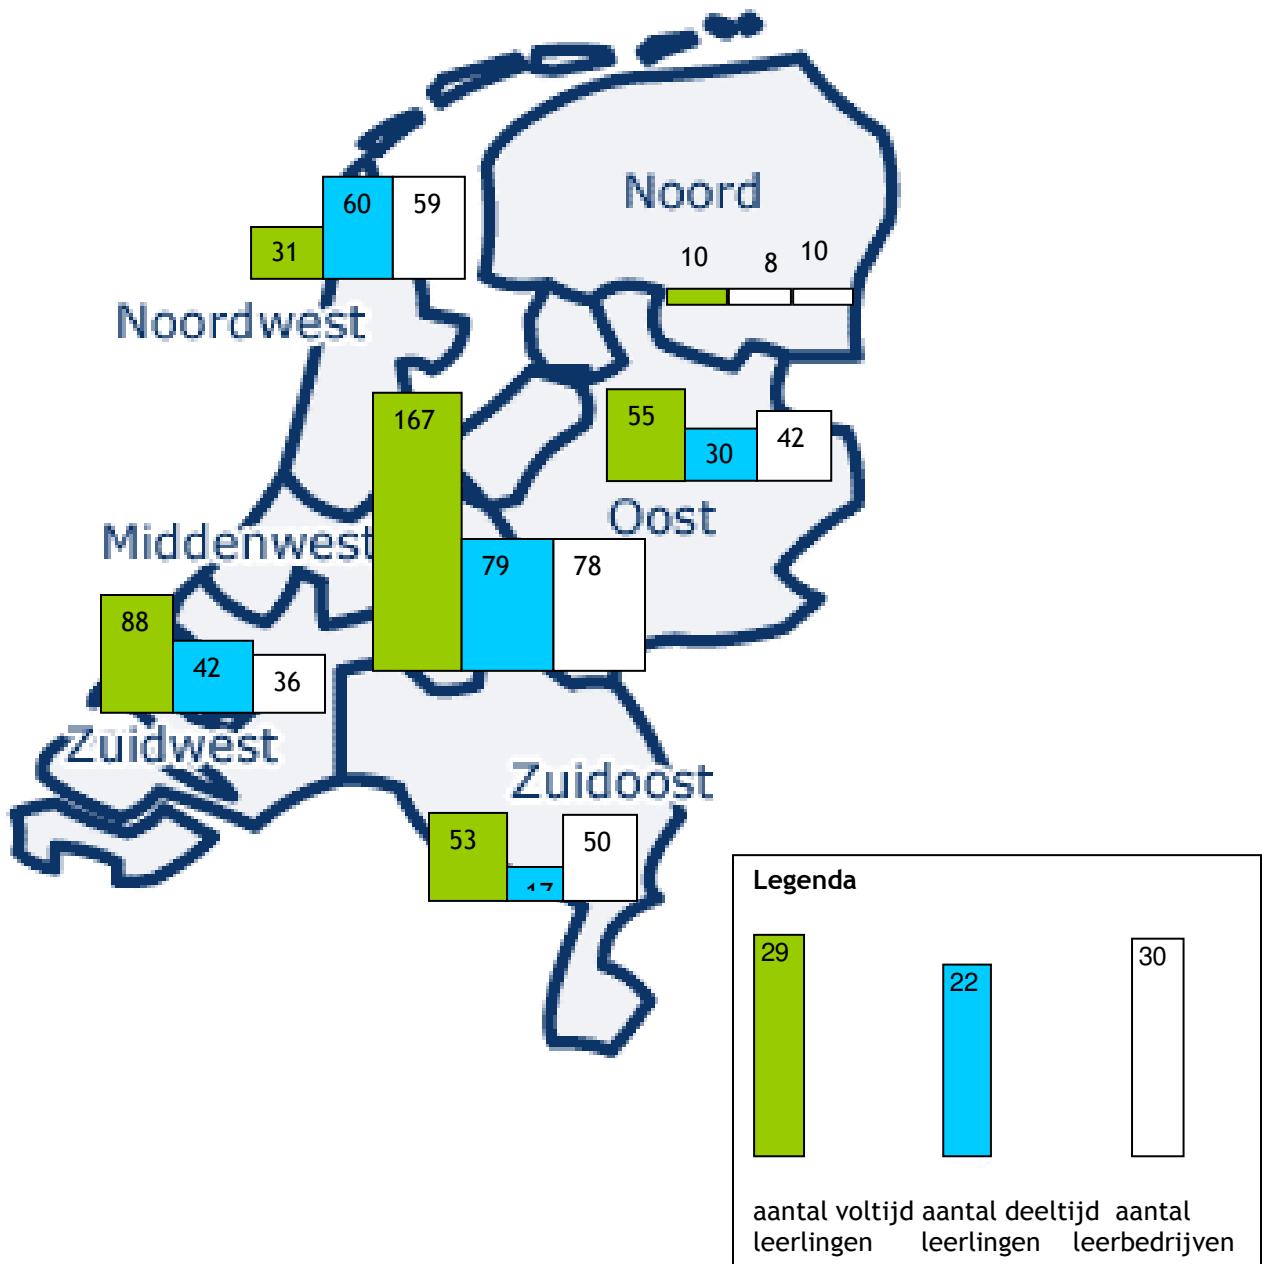 Noord
10 8 10
60 59
31
Noordwest
167
55 30 42
Oost
Middenwest
79 78
88
42 36
Zuidwest
Zuidoost
53 17 50
Legenda
29 22 30
aantal voltijd aantal deeltijd aantal
leerlingen leerlingen leerbedrijven